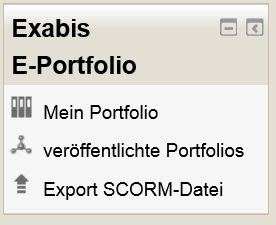 Exabis
E-Portfolio
Mein Portfolio
veröffentlichte Portfolios
Export SCORM-Datei